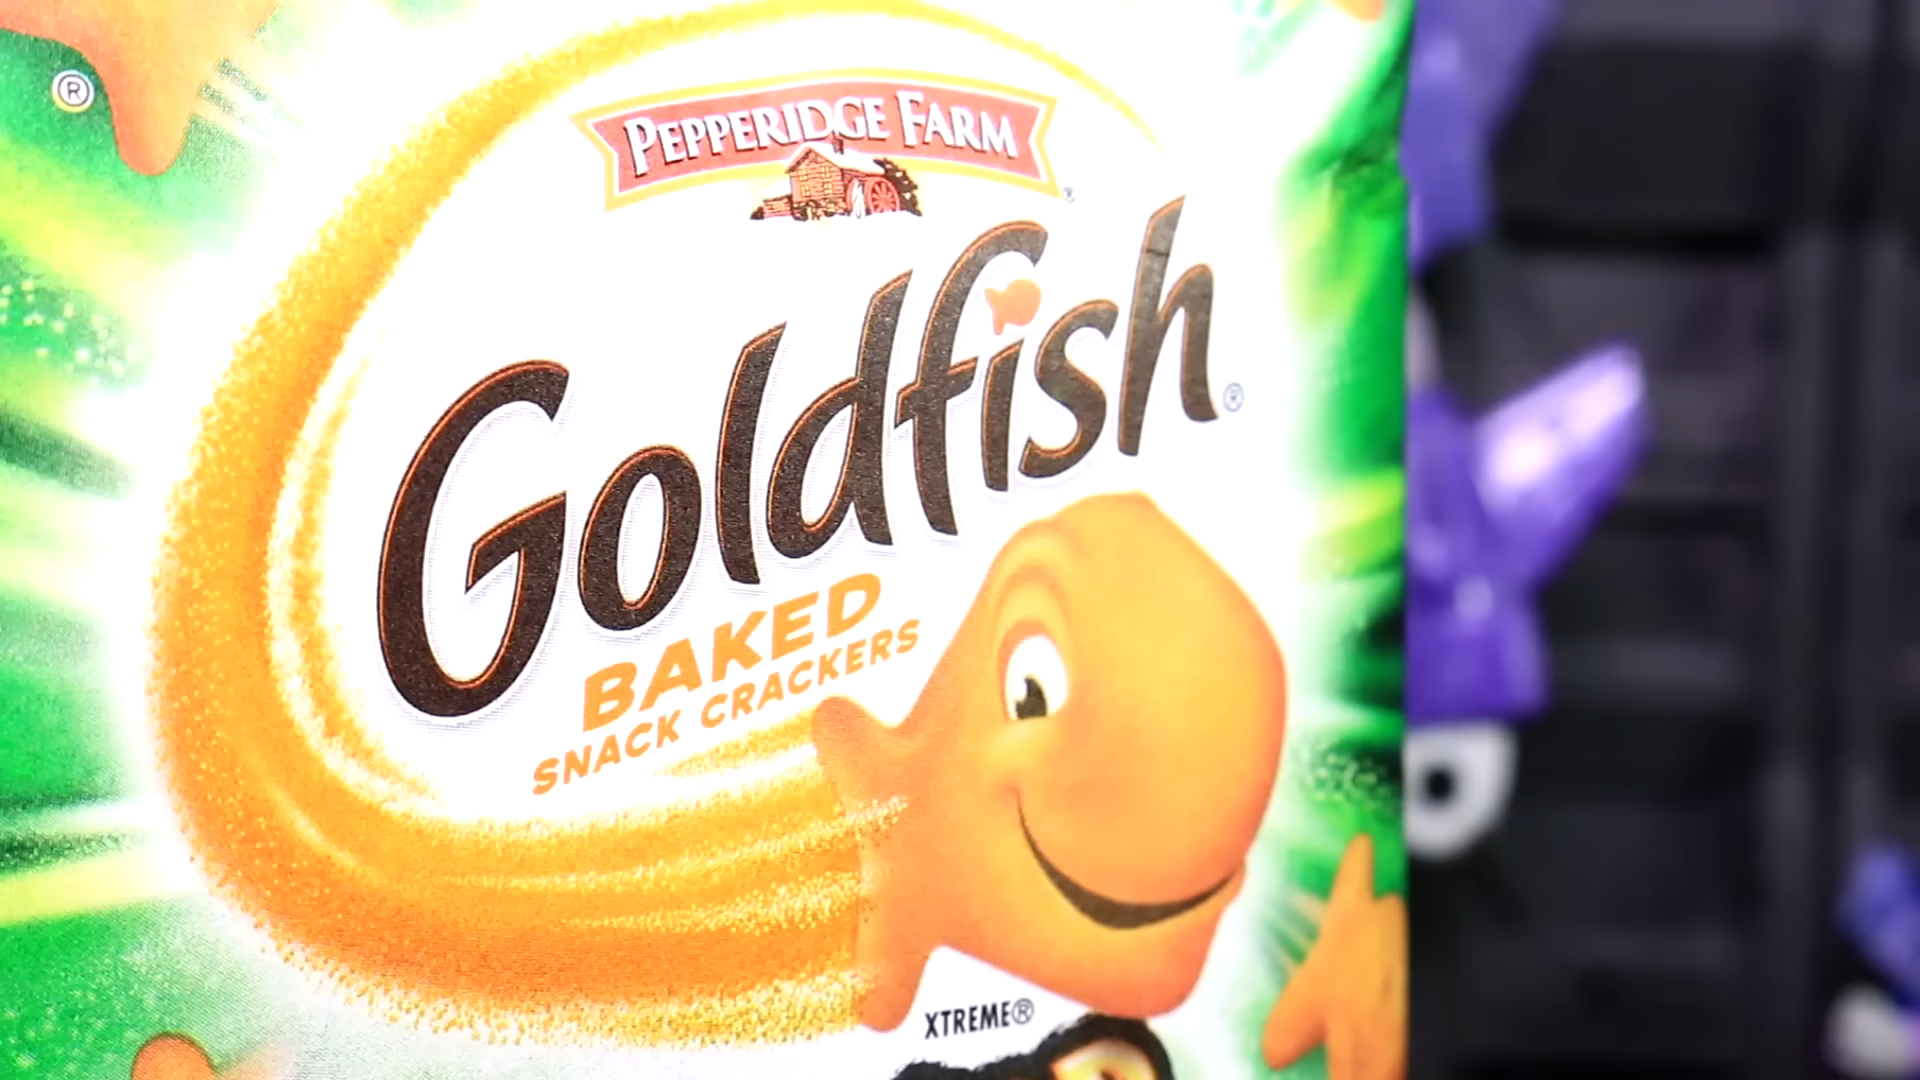 ®
PEPPERIDGE FARM
®
Goldfish®
BAKED
SNACK CRACKERS
XTREME®